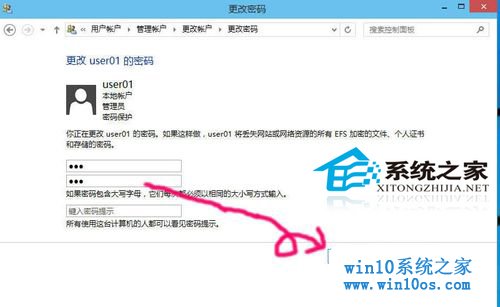 更改密码
用户帐户 › 管理帐户 › 更改帐户 › 更改密码
搜索控制面板
更改 user01 的密码
user01
本地帐户
管理员
密码保护
你正在更改 user01 的密码。如果这样做，user01 将丢失网站或网络资源的所有 EFS 加密的文件、个人证书
和存储的密码。
●●●
●●●
如果密码包含大写字母，它们每次都必须以相同的大小写方式输入。
键入密码提示
所有使用这台计算机的人都可以看见密码提示。
系统之家
XITONGZHIJIA.NET
win10系统之家
www.win10os.com